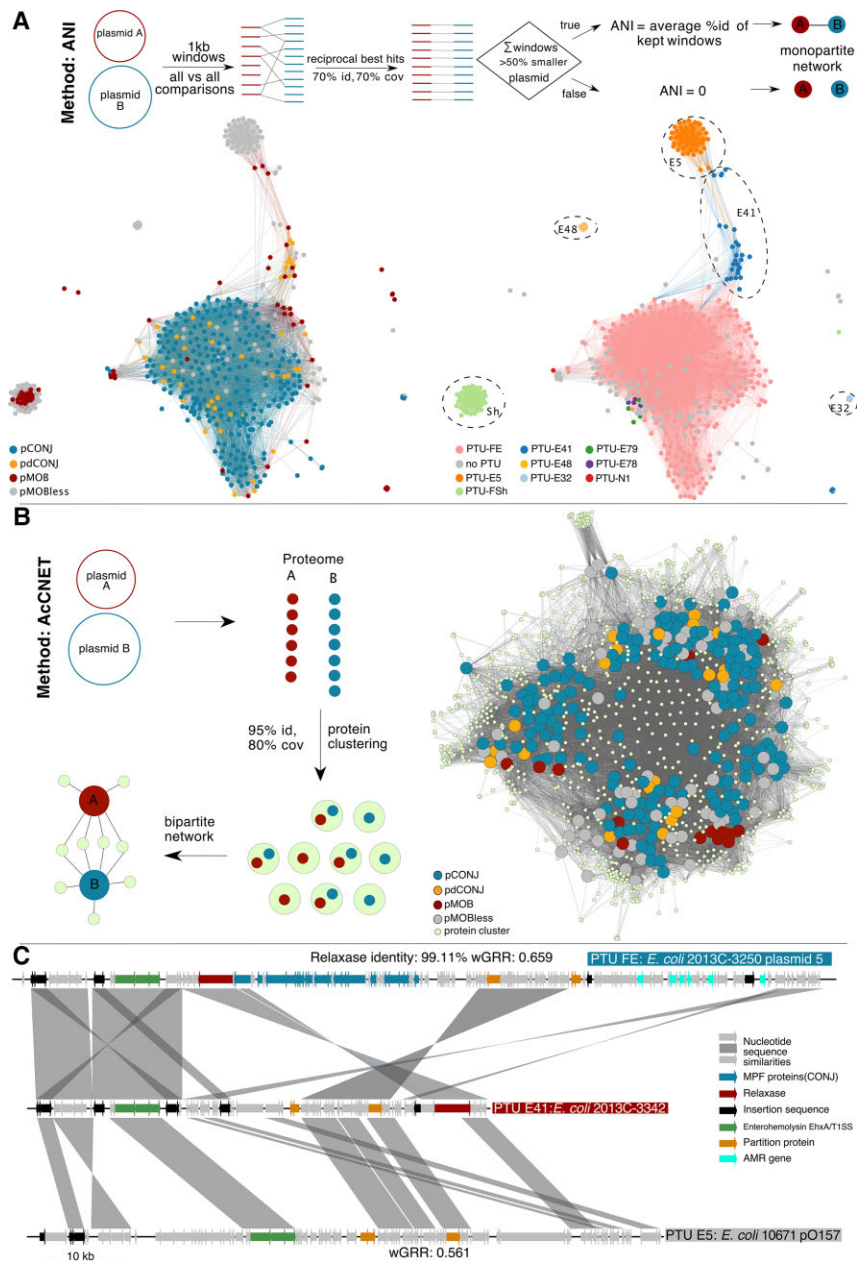 A
Method: ANI
plasmid A
plasmid B
1kb
windows
all vs all
comparisons
reciprocal best hits
70% id,70% cov
∑windows
>50% smaller
plasmid
true
false
ANI = average %id of
kept windows
ANI = 0
A
B
monopartite
network
A
B
E5
E41
E48
Sh
E32
pCONJ
pdCONJ
pMOB
pMOBless
PTU-FE
no PTU
PTU-E5
PTU-FSh
PTU-E41
PTU-E48
PTU-E32
PTU-E79
PTU-E78
PTU-N1
B
Method: AcCNET
plasmid
A
plasmid B
Proteome
A
B
95% id,
80% cov
protein
clustering
bipartite
network
A
B
pCONJ
pdCONJ
pMOB
pMOBless
protein cluster
C
Relaxase identity: 99.11% wGRR: 0.659
PTU FE: E. coli 2013C-3250 plasmid 5
PTU E41:E. coli 2013C-3342
PTU E5: E. coli 10671 pO157
wGRR: 0.561
10 kb
Nucleotide
sequence
similarities
MPF proteins(CONJ)
Relaxase
Insertion sequence
Enterohemolysin EhxA/T1SS
Partition protein
AMR gene